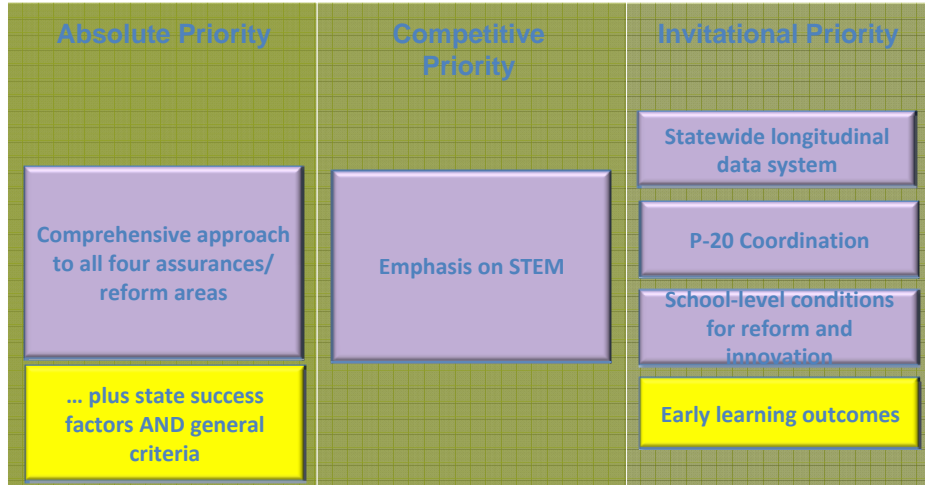 Absolute Priority
Comprehensive approach
to all four assurances/
reform areas
… plus state success
factors AND general
criteria
Competitive
Priority
Emphasis on STEM
Invitational Priority
Statewide longitudinal
data system
P-20 Coordination
School-level conditions
for reform and
innovation
Early learning outcomes